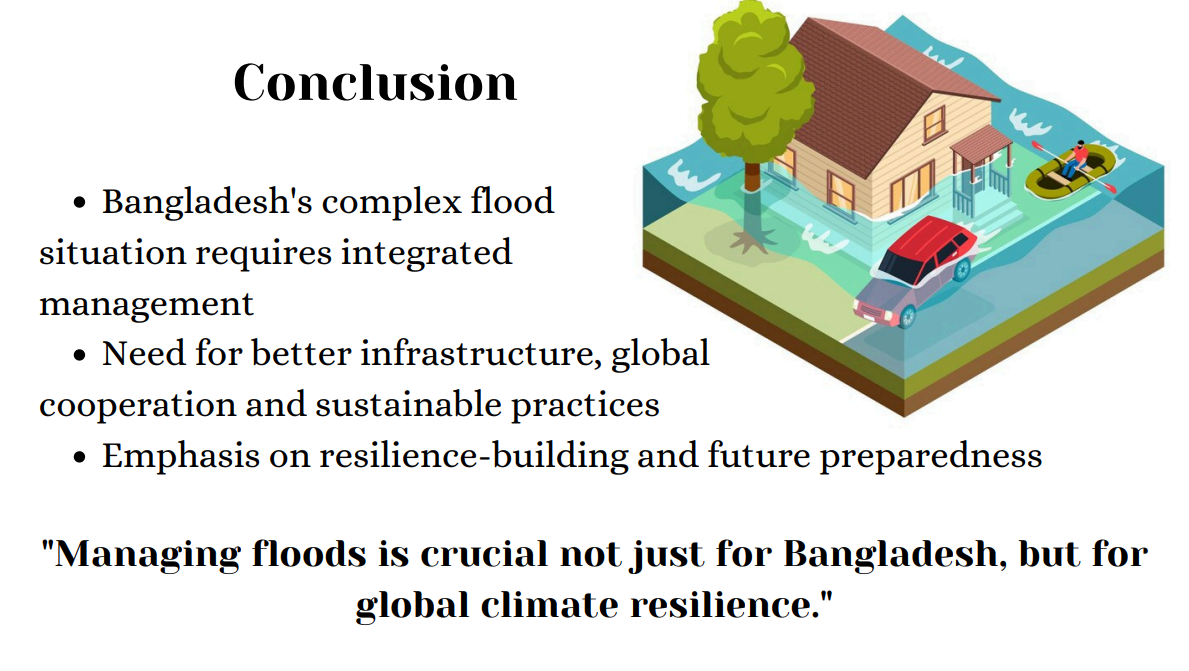 Conclusion
• Bangladesh's complex flood
situation requires integrated
management
• Need for better infrastructure, global
cooperation and sustainable practices
• Emphasis on resilience-building and future preparedness
"Managing floods is crucial not just for Bangladesh, but for
global climate resilience."